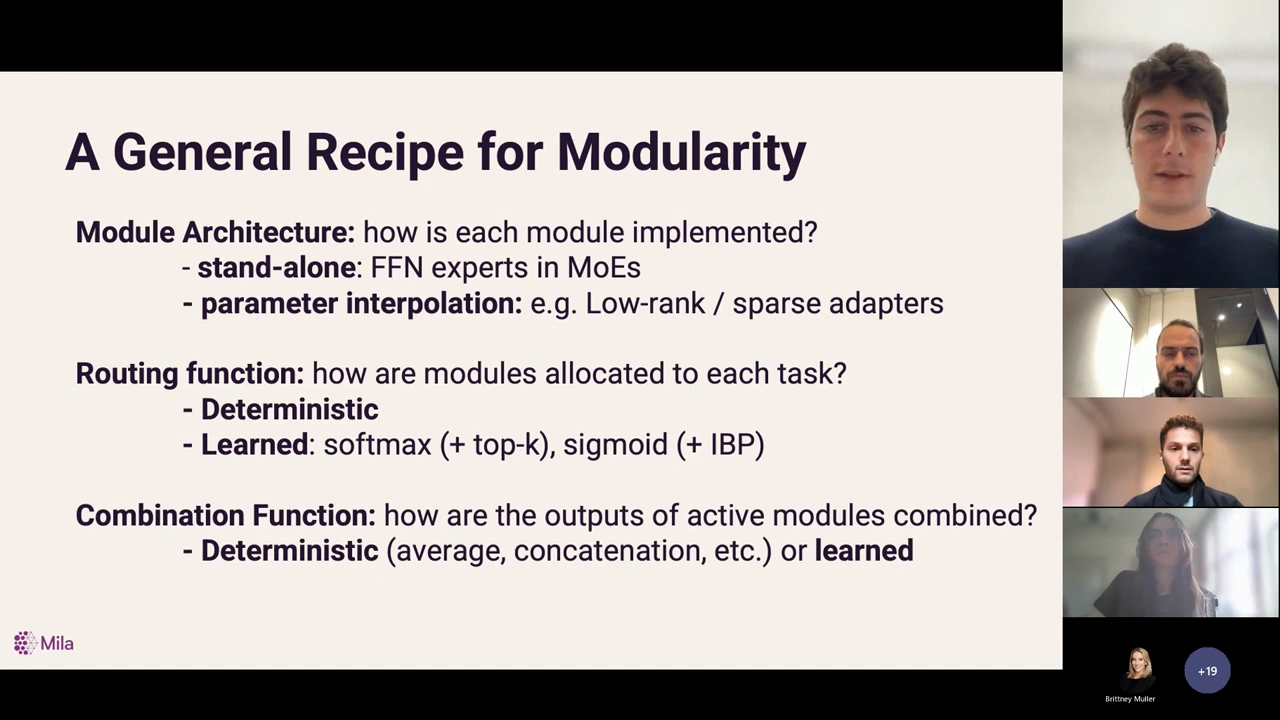 A General Recipe for Modularity
Module Architecture: how is each module implemented?
- stand-alone: FFN experts in MoEs
- parameter interpolation: e.g. Low-rank / sparse adapters
Routing function: how are modules allocated to each task?
- Deterministic
- Learned: softmax (+ top-k), sigmoid (+ IBP)
Combination Function: how are the outputs of active modules combined?
- Deterministic (average, concatenation, etc.) or learned
Mila
+19
Brittney Muller